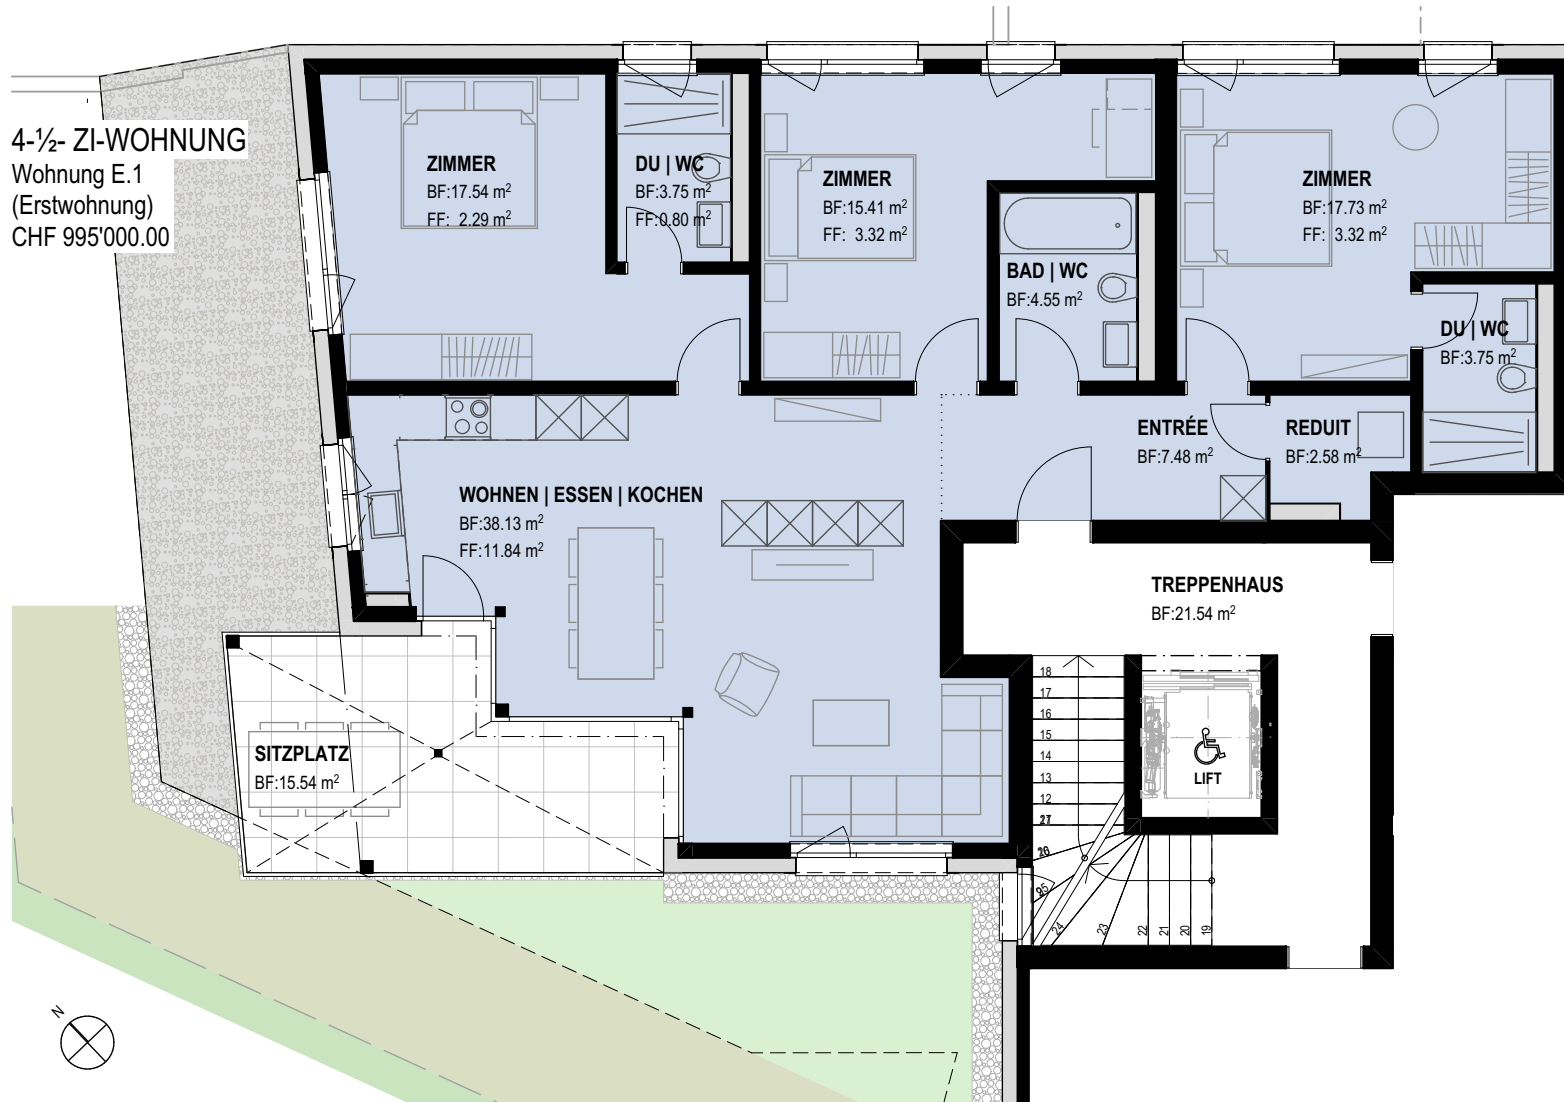 4-½- ZI-WOHNUNG
Wohnung E.1
(Erstwohnung)
CHF 995'000.00
ZIMMER
BF:17.54 m²
FF: 2.29 m²
DU | WC
BF:3.75 m²
FF:0.80 m²
ZIMMER
BF:15.41 m²
FF: 3.32 m²
BAD | WC
BF:4.55 m²
ZIMMER
BF:17.73 m²
FF: 3.32 m²
DU | WC
BF:3.75 m²
ENTRÉE
BF:7.48 m²
REDUIT
BF:2.58 m²
WOHNEN | ESSEN | KOCHEN
BF:38.13 m²
FF:11.84 m²
TREPPENHAUS
BF:21.54 m²
SITZPLATZ
BF:15.54 m²
LIFT
18
17
16
15
14
13
12
24
23
22
21
20
19
N